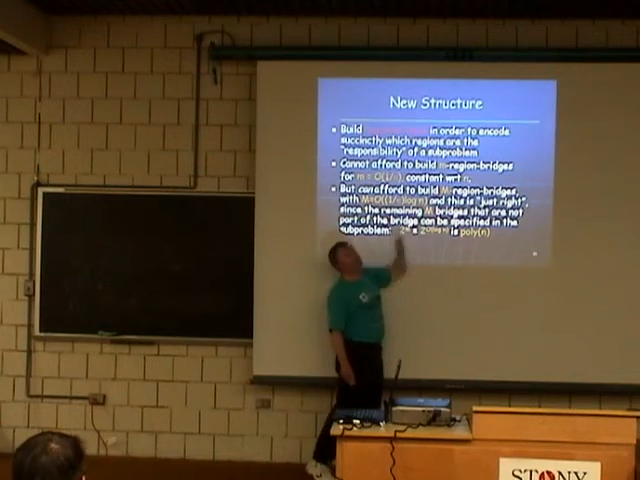 New Structure
Build in order to encode
succinctly which regions are the
"responsibility" of a subproblem
Cannot afford to build m-region-bridges
for m = O(1/ ), constant wrt n.
But can afford to build M-region-bridges,
with M=O((1/ )log n) and this is "just right",
since the remaining M bridges that are not
part of the bridge can be specified in the
subproblem: is poly(n)
STONY